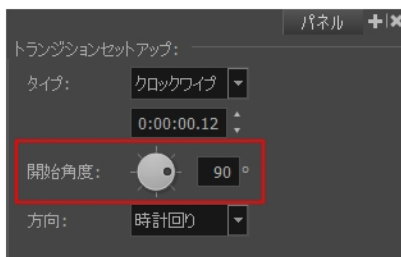 パネル
トランジションセットアップ:
タイプ: クロックワイプ
0:00:00.12
開始角度: 90 °
方向: 時計回り